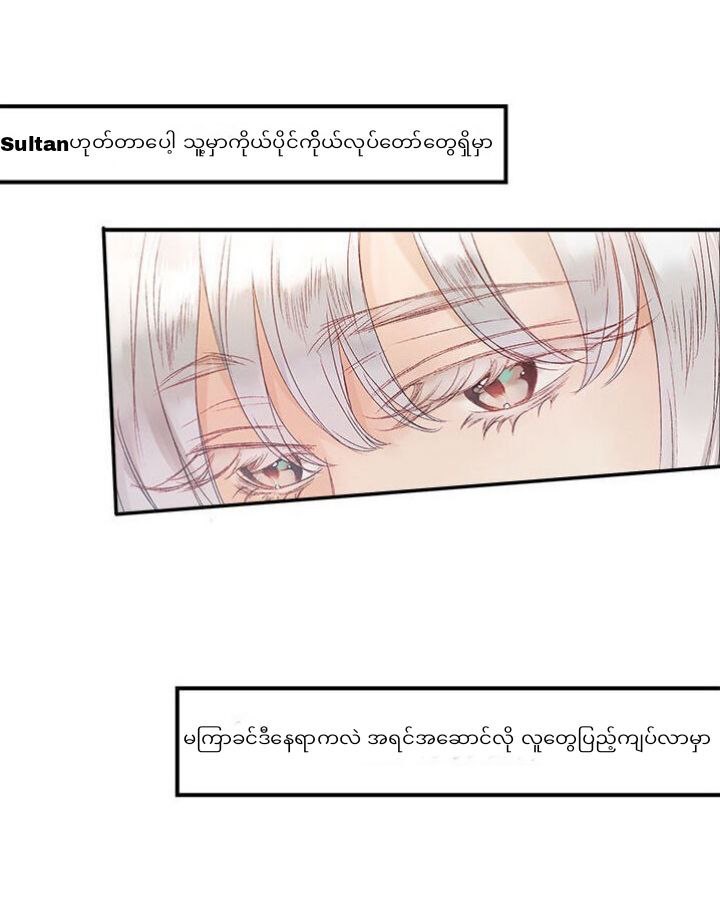 Sultanဟုတ်တာပေါ့ သူ့မှာကိုယ်ပိုင်ကိုယ်လုပ်တော်တွေရှိမှာ
မကြာခင်ဒီနေရာကလဲ အရင်အဆောင်လို လူတွေပြည့်ကျပ်လာမှာ